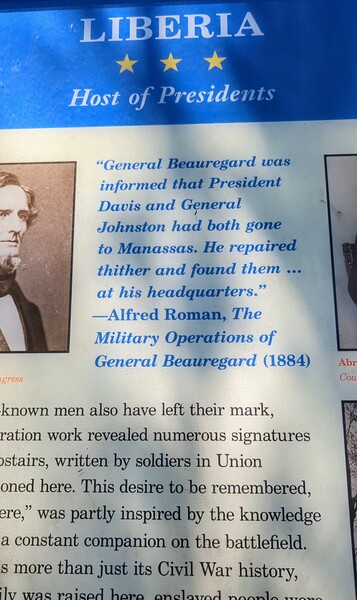 LIBERIA
Host of Presidents
“General Beauregard was
informed that President
Davis and General
Johnston had both gone
to Manassas. He repaired
thither and found them ...
at his headquarters.”
—Alfred Roman, The
Military Operations of
General Beauregard (1884)
ngress
Abr
Cou
-known men also have left their mark,
ration work revealed numerous signatures
pstairs, written by soldiers in Union
oned here. This desire to be remembered,
ere,” was partly inspired by the knowledge
a constant companion on the battlefield.
s more than just its Civil War history,
ily was raised here, enslaved people were